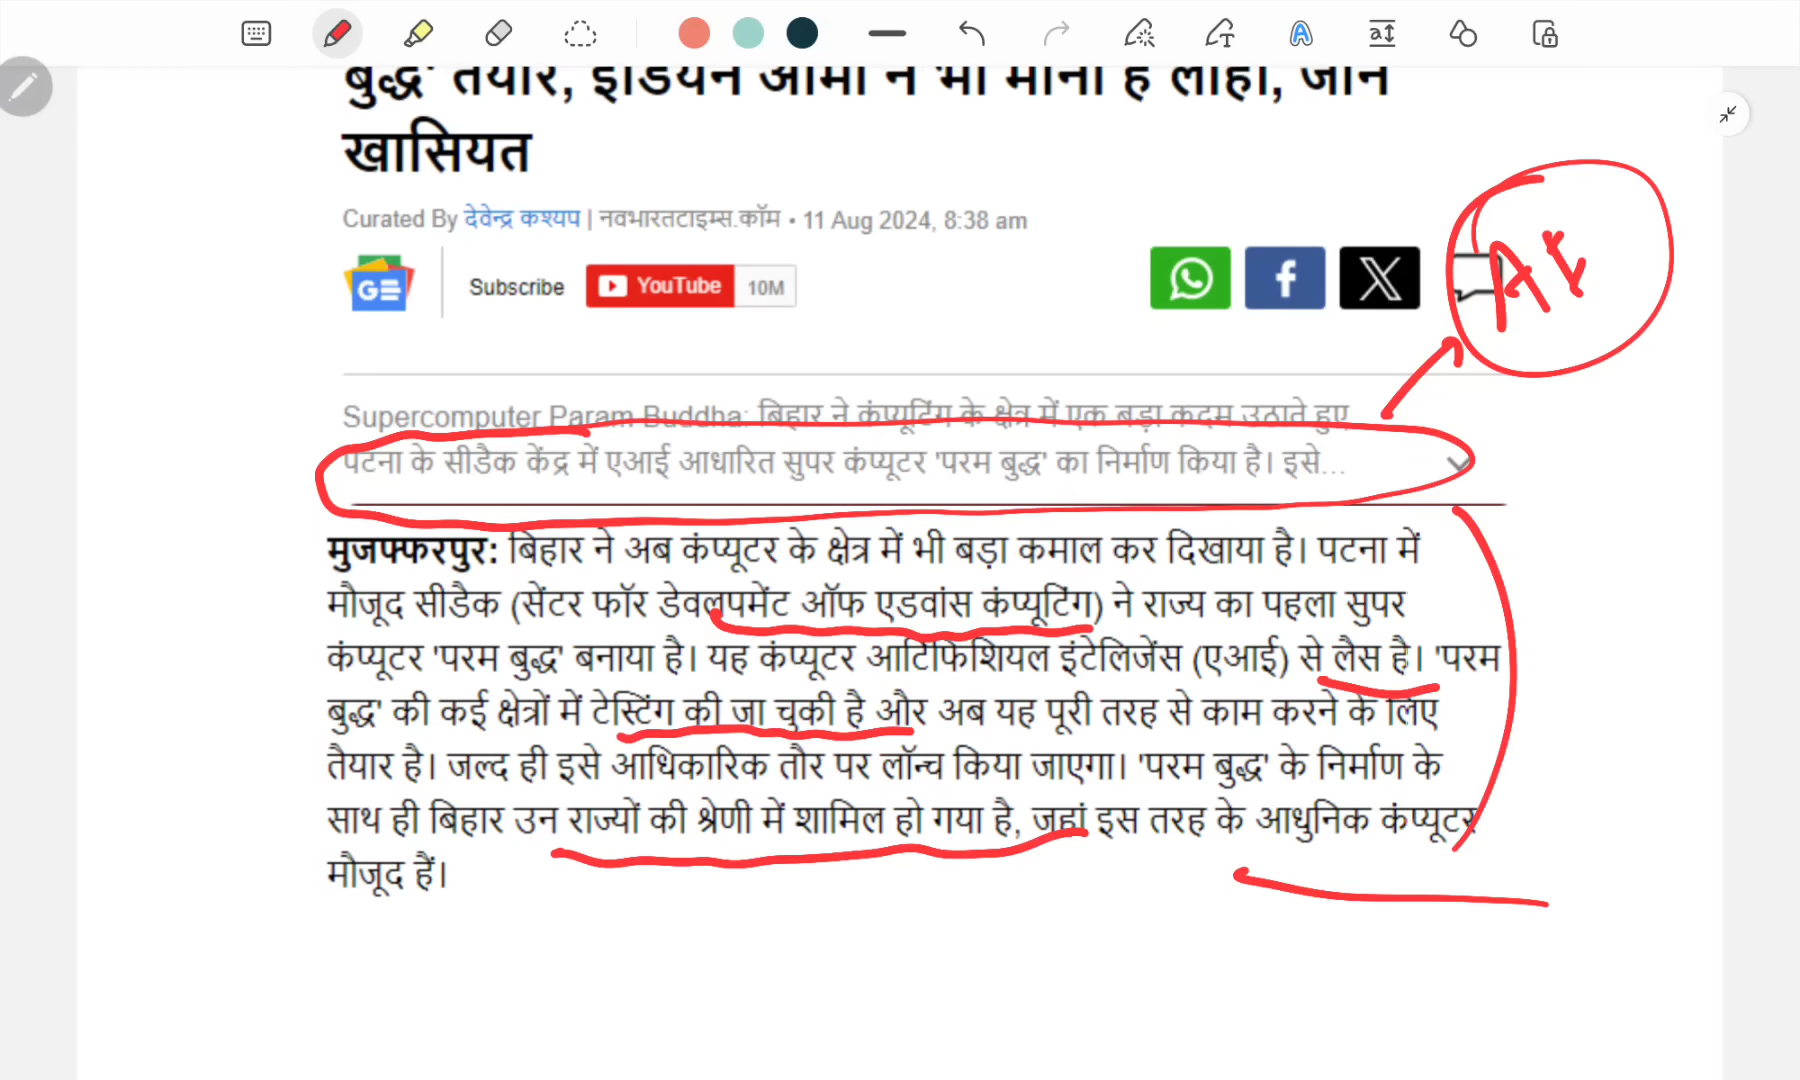 बुद्ध' तैयार, इंडियन आर्मी ने भी माना है लोहा, जानें
खासियत
Curated By देवेन्द्र कश्यप | नवभारतटाइम्स.कॉम • 11 Aug 2024, 8:38 am
GE
Subscribe
YouTube
10M
f
X
AI
Supercomputer Param Buddha: बिहार ने कंप्यूटिंग के क्षेत्र में एक बड़ा कदम उठाते हुए
पटना के सीडैक केंद्र में एआई आधारित सुपर कंप्यूटर 'परम बुद्ध' का निर्माण किया है। इसे...
मुजफ्फरपुर: बिहार ने अब कंप्यूटर के क्षेत्र में भी बड़ा कमाल कर दिखाया है। पटना में
मौजूद सीडैक (सेंटर फॉर डेवलपमेंट ऑफ एडवांस कंप्यूटिंग) ने राज्य का पहला सुपर
कंप्यूटर 'परम बुद्ध' बनाया है। यह कंप्यूटर आर्टिफिशियल इंटेलिजेंस (एआई) से लैस है। 'परम
बुद्ध' की कई क्षेत्रों में टेस्टिंग की जा चुकी है और अब यह पूरी तरह से काम करने के लिए
तैयार है। जल्द ही इसे आधिकारिक तौर पर लॉन्च किया जाएगा। 'परम बुद्ध' के निर्माण के
साथ ही बिहार उन राज्यों की श्रेणी में शामिल हो गया है, जहां इस तरह के आधुनिक कंप्यूटर
मौजूद हैं।